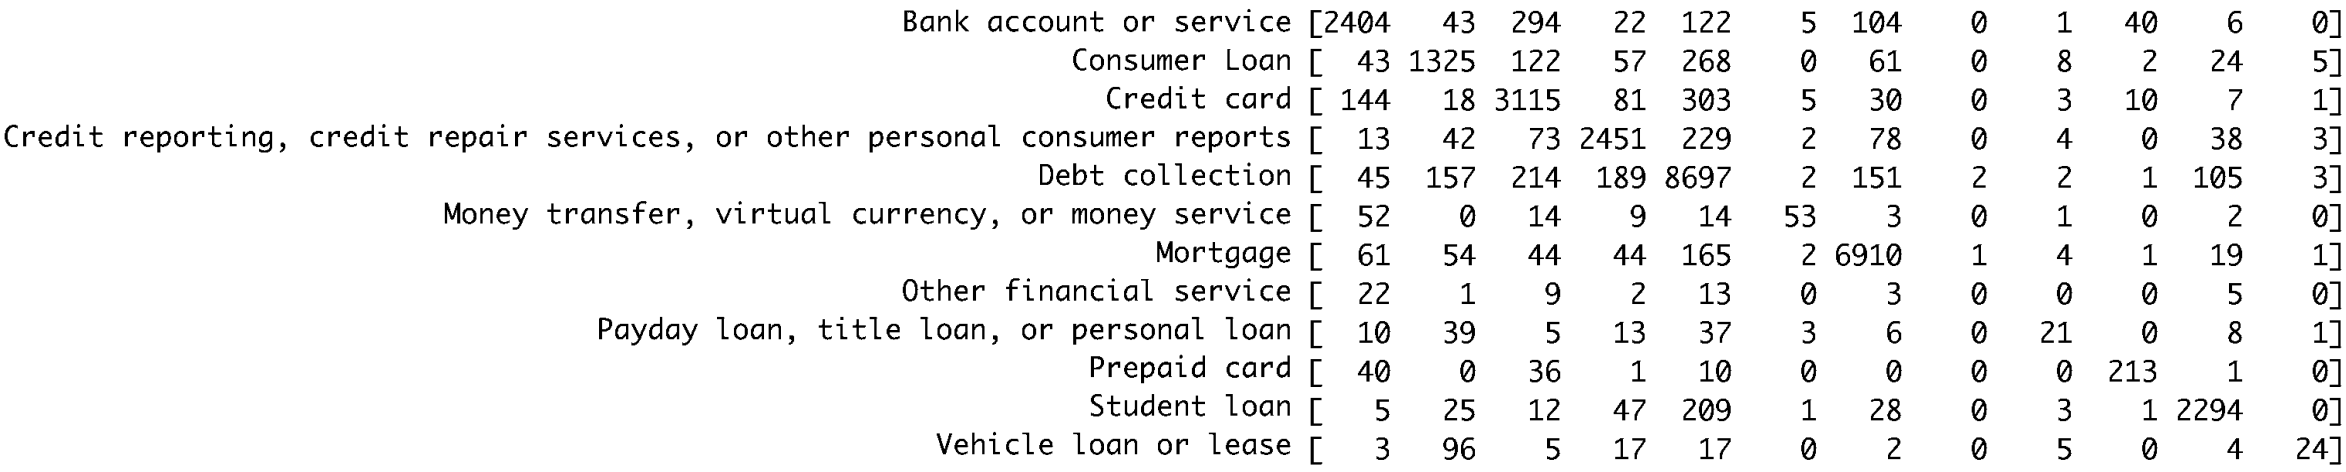 Bank account or service [2404 43 294 22 122 5 104 0 1 40 6 0]
Consumer Loan [ 43 1325 122 57 268 0 61 0 8 2 24 5]
Credit card [ 144 18 3115 81 303 5 30 0 3 10 7 1]
Credit reporting, credit repair services, or other personal consumer reports [ 13 42 73 2451 229 2 78 0 4 0 38 3]
Debt collection [ 45 157 214 189 8697 2 151 2 2 1 105 3]
Money transfer, virtual currency, or money service [ 52 0 14 9 14 53 3 0 1 0 2 0]
Mortgage [ 61 54 44 44 165 2 6910 1 4 1 19 1]
Other financial service [ 22 1 9 2 13 0 3 0 0 0 5 0]
Payday loan, title loan, or personal loan [ 10 39 5 13 37 3 6 0 21 0 8 1]
Prepaid card [ 40 0 36 1 10 0 0 0 0 213 1 0]
Student loan [ 5 25 12 47 209 1 28 0 3 1 2294 0]
Vehicle loan or lease [ 3 96 5 17 17 0 2 0 5 0 4 24]